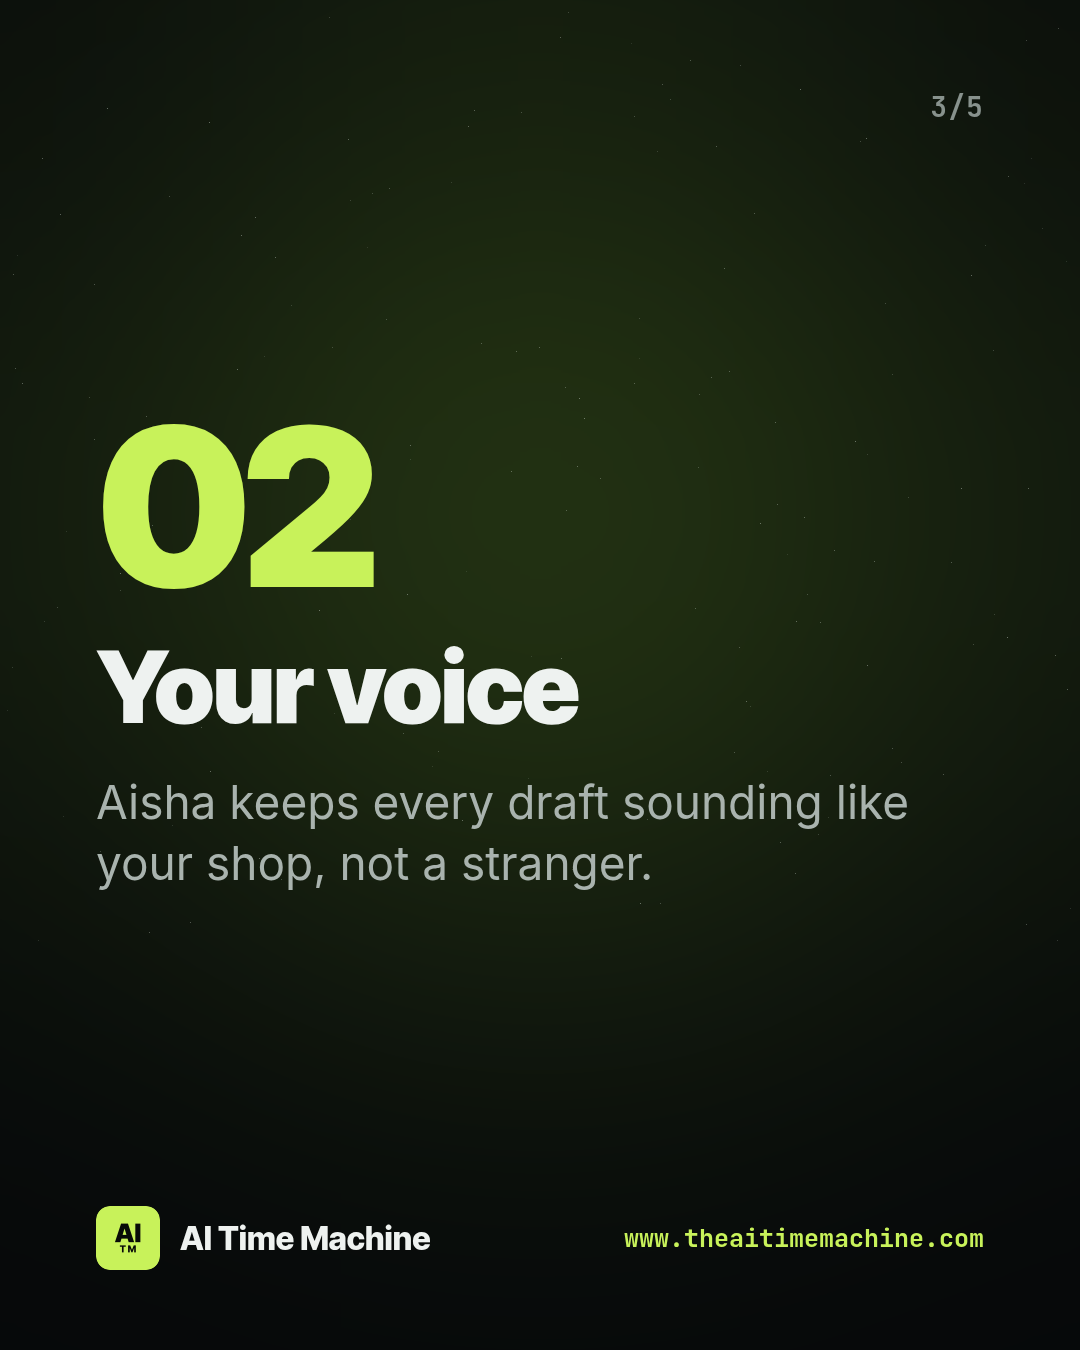 3/5
02
Your voice
Aisha keeps every draft sounding like
your shop, not a stranger.
AI
TM
AI Time Machine
www.theaitimemachine.com